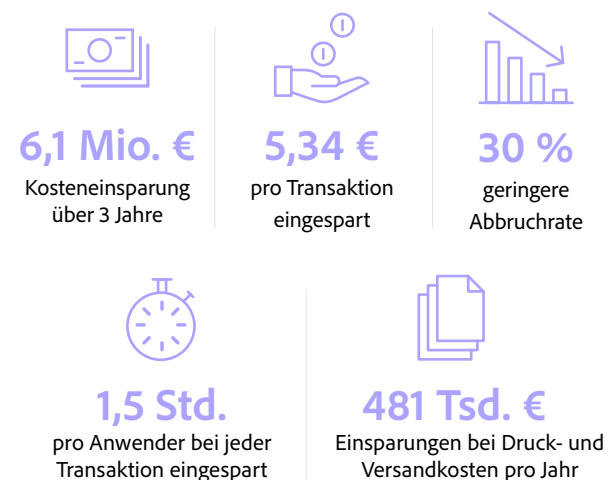 6,1 Mio. €
Kosteneinsparung
über 3 Jahre
5,34 €
pro Transaktion
eingespart
30 %
geringere
Abbruchrate
1,5 Std.
pro Anwender bei jeder
Transaktion eingespart
481 Tsd. €
Einsparungen bei Druck- und
Versandkosten pro Jahr